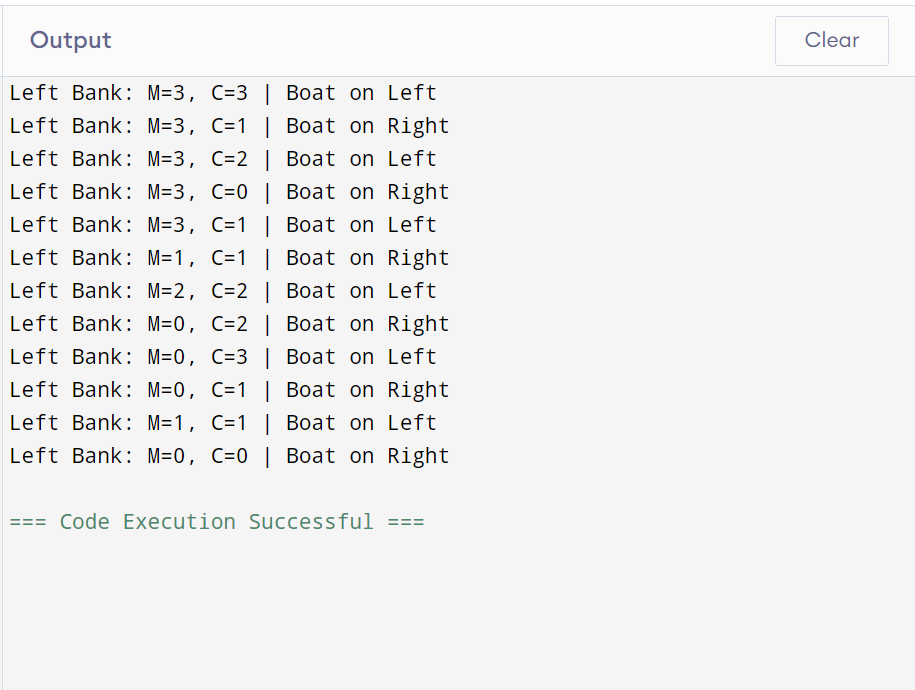 Output
Clear
Left Bank: M=3, C=3 | Boat on Left
Left Bank: M=3, C=1 | Boat on Right
Left Bank: M=3, C=2 | Boat on Left
Left Bank: M=3, C=0 | Boat on Right
Left Bank: M=3, C=1 | Boat on Left
Left Bank: M=1, C=1 | Boat on Right
Left Bank: M=2, C=2 | Boat on Left
Left Bank: M=0, C=2 | Boat on Right
Left Bank: M=0, C=3 | Boat on Left
Left Bank: M=0, C=1 | Boat on Right
Left Bank: M=1, C=1 | Boat on Left
Left Bank: M=0, C=0 | Boat on Right
=== Code Execution Successful ===